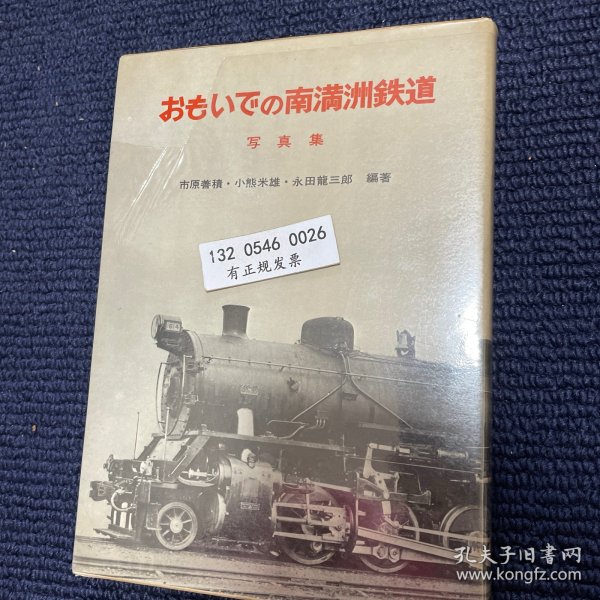 おもいでの南満洲鉄道
写真集
市原善積・小熊米雄・永田龍三郎 編著
132 0546 0026
有正规发票
614
孔夫子旧书网
www.kongfz.com